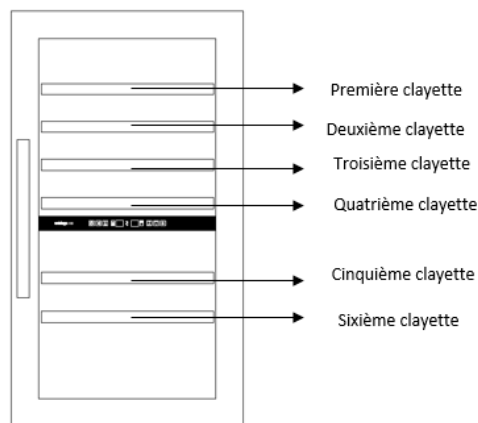 Première clayette
Deuxième clayette
Troisième clayette
Quatrième clayette
Cinquième clayette
Sixième clayette